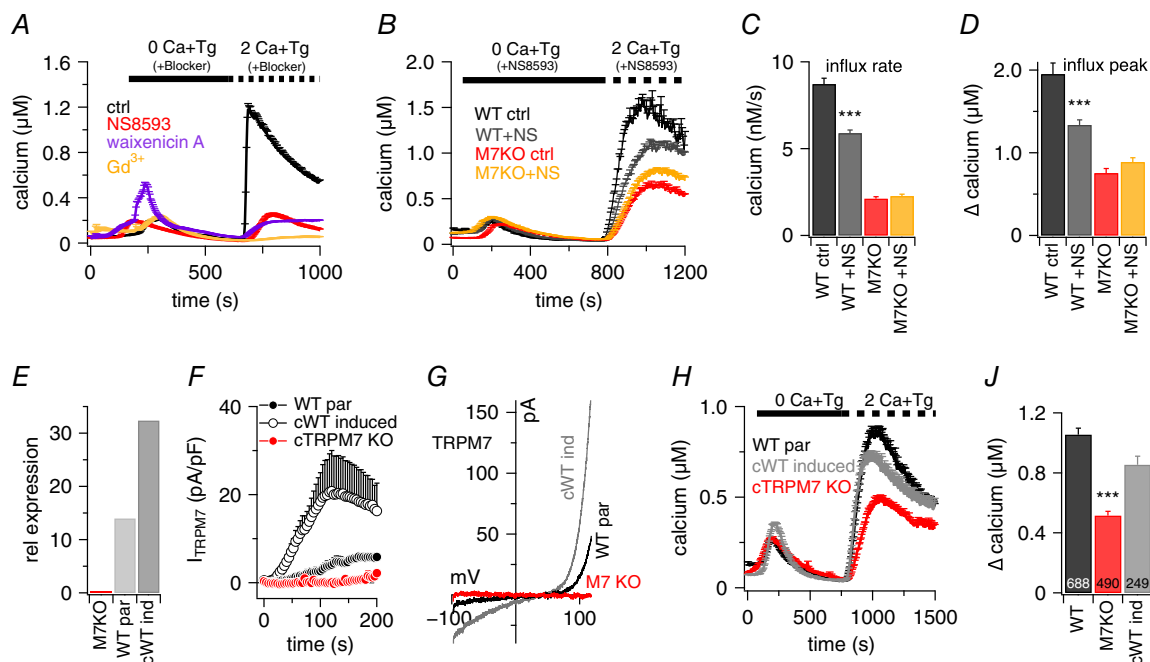 A
0 Ca+Tg
(+Blocker)
2 Ca+Tg
(+Blocker)
ctrl
NS8593
waixenicin A
Gd3+
calcium (µM)
1.6
1.2
0.8
0.4
0
0
500
1000
time (s)
B
0 Ca+Tg
(+NS8593)
2 Ca+Tg
(+NS8593)
WT ctrl
WT+NS
M7KO ctrl
M7KO+NS
calcium (µM)
2.0
1.5
1.0
0.5
0
0
400
800
1200
time (s)
C
influx rate
***
calcium (nM/s)
10
5
0
WT ctrl
WT +NS
M7KO
M7KO +NS
D
influx peak
***
Δ calcium (µM)
2.0
1.0
0
WT ctrl
WT +NS
M7KO
M7KO +NS
E
rel expression
30
20
10
0
M7KO
WT par
cWT ind
F
WT par
cWT induced
cTRPM7 KO
ITRPM7 (pA/pF)
40
20
0
0
100
200
time (s)
G
pA
150
100
50
TRPM7
cWT ind
WT par
M7 KO
mV
−100
100
H
0 Ca+Tg
2 Ca+Tg
WT par
cWT induced
cTRPM7 KO
calcium (µM)
1.0
0.5
0
0
500
1000
1500
time (s)
J
***
Δ calcium (µM)
1.2
0.6
0
688
490
249
WT
M7KO
cWT ind